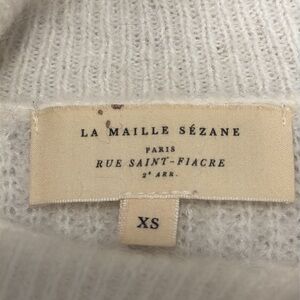 LA MAILLE SÉZANE
PARIS
RUE SAINT-FIACRE
2e ARR.
XS